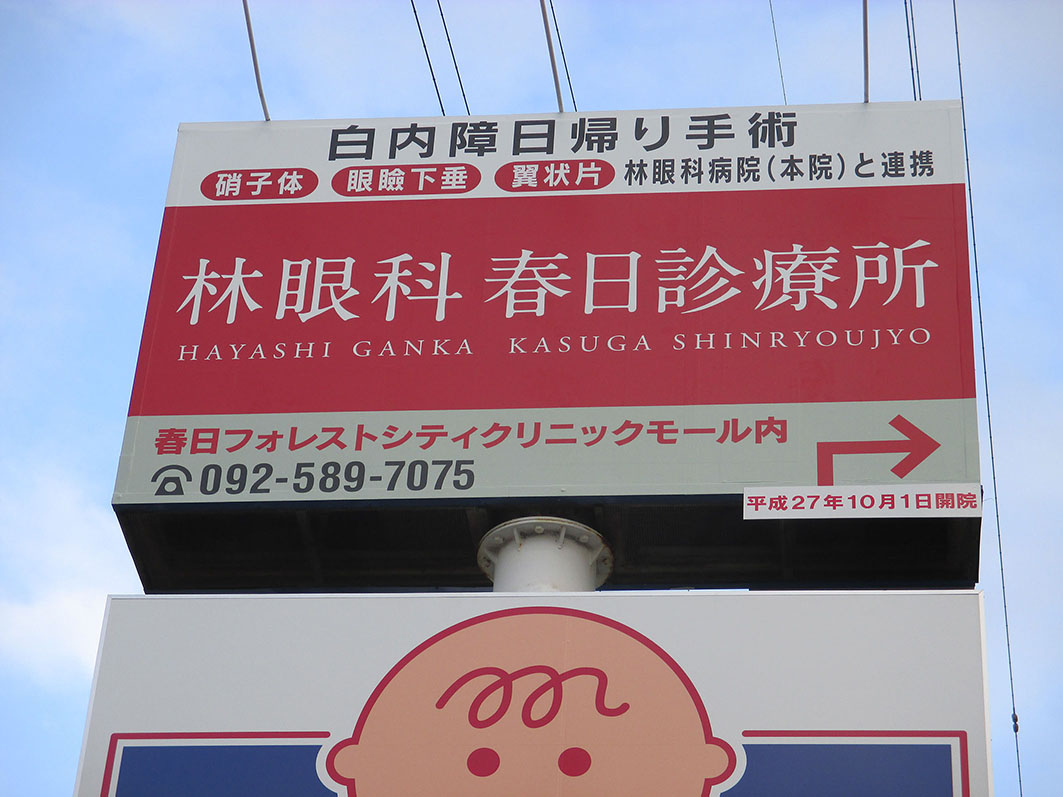 白内障日帰り手術
硝子体 眼瞼下垂 翼状片 林眼科病院(本院)と連携
林眼科 春日診療所
HAYASHI GANKA KASUGA SHINRYOUJYO
春日フォレストシティクリニックモール内
092-589-7075
平成27年10月1日開院